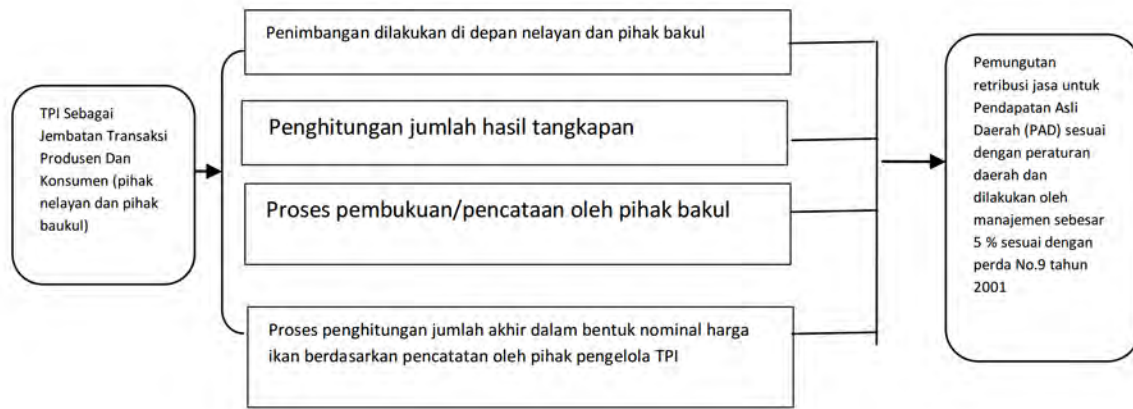 TPI Sebagai
Jembatan Transaksi
Produsen Dan
Konsumen (pihak
nelayan dan pihak
baukul)
Penimbangan dilakukan di depan nelayan dan pihak bakul
Penghitungan jumlah hasil tangkapan
Proses pembukuan/pencataan oleh pihak bakul
Proses penghitungan jumlah akhir dalam bentuk nominal harga
ikan berdasarkan pencatatan oleh pihak pengelola TPI
Pemungutan
retribusi jasa untuk
Pendapatan Asli
Daerah (PAD) sesuai
dengan peraturan
daerah dan
dilakukan oleh
manajemen sebesar
5 % sesuai dengan
perda No.9 tahun
2001